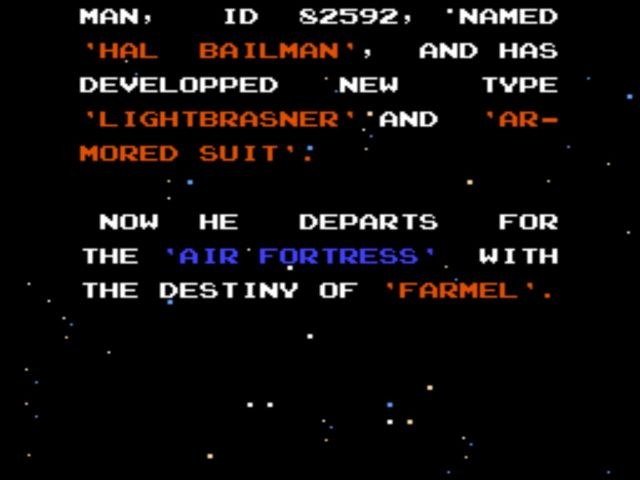 MAN, ID 82592, NAMED
'HAL BAILMAN', AND HAS
DEVELOPPED NEW TYPE
'LIGHTBRASNER' AND 'AR-
MORED SUIT'.
NOW HE DEPARTS FOR
THE 'AIR FORTRESS' WITH
THE DESTINY OF 'FARMEL'.